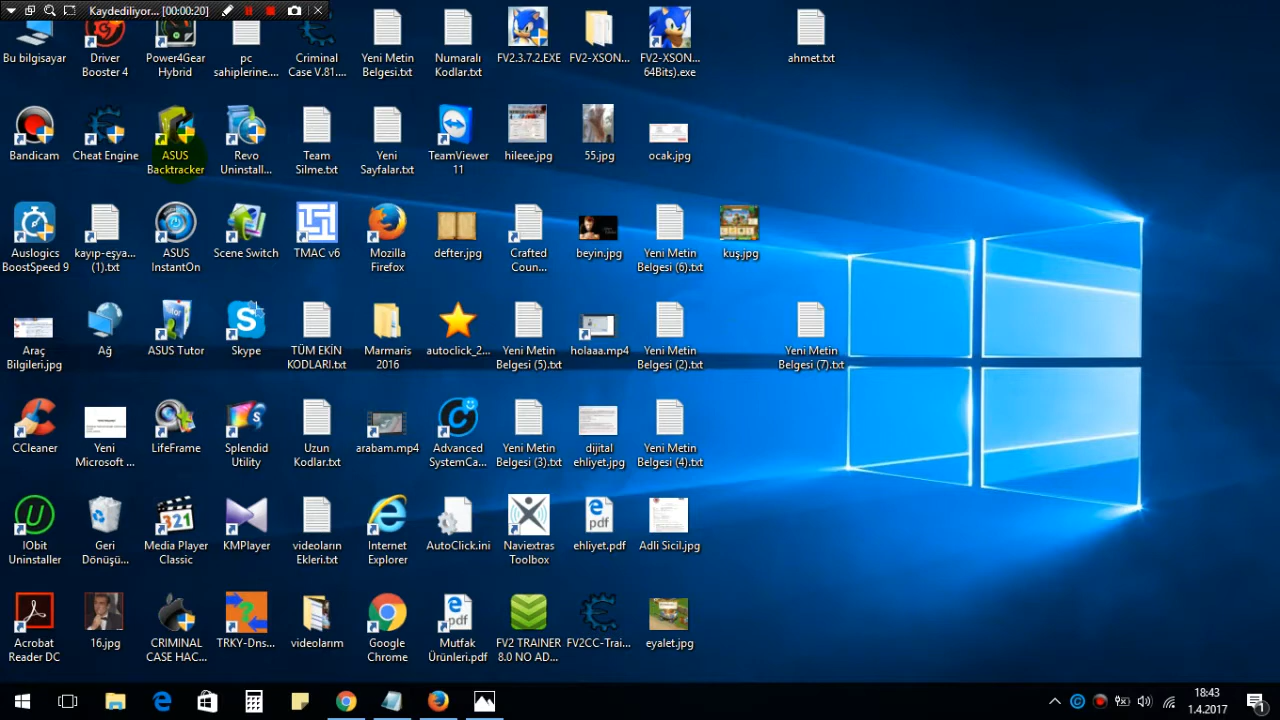 Kaydediliyor... [00:00:20]
Bu bilgisayar
Driver
Booster 4
Power4Gear
Hybrid
pc
sahiplerine....
Criminal
Case V.81....
Yeni Metin
Belgesi.txt
Numaralı
Kodlar.txt
FV2.3.7.2.EXE
FV2-XSON...
FV2-XSON...
64Bits).exe
ahmet.txt
Bandicam
Cheat Engine
ASUS
Backtracker
Revo
Uninstall...
Team
Silme.txt
Yeni
Sayfalar.txt
TeamViewer
11
hileee.jpg
55.jpg
ocak.jpg
Auslogics
BoostSpeed 9
kayıp-eşya...
(1).txt
ASUS
InstantOn
Scene Switch
TMAC v6
Mozilla
Firefox
defter.jpg
Crafted
Coun...
beyin.jpg
Yeni Metin
Belgesi (6).txt
kuş.jpg
Araç
Bilgileri.jpg
Ağ
ASUS Tutor
Skype
TÜM EKİN
KODLARI.txt
Marmaris
2016
autoclick_2...
Yeni Metin
Belgesi (5).txt
holaaa.mp4
Yeni Metin
Belgesi (2).txt
Yeni Metin
Belgesi (7).txt
CCleaner
Yeni
Microsoft ...
LifeFrame
Splendid
Utility
Uzun
Kodlar.txt
arabam.mp4
Advanced
SystemCa...
Yeni Metin
Belgesi (3).txt
dijital
ehliyet.jpg
Yeni Metin
Belgesi (4).txt
IObit
Uninstaller
Geri
Dönüşü...
321
Media Player
Classic
KMPlayer
videoların
Ekleri.txt
Internet
Explorer
AutoClick.ini
Naviextras
Toolbox
pdf
ehliyet.pdf
Adli Sicil.jpg
Acrobat
Reader DC
16.jpg
CRIMINAL
CASE HAC...
TRKY-Dns...
videolarım
Google
Chrome
pdf
Mutfak
Ürünleri.pdf
FV2 TRAINER
8.0 NO AD...
FV2CC-Trai...
eyalet.jpg
18:43
1.4.2017
1